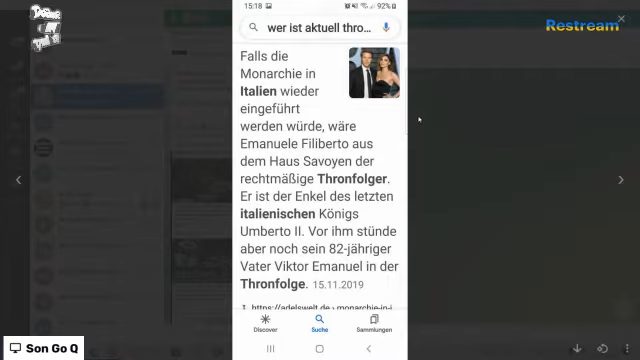 15:18
92%
Restream
wer ist aktuell thro...
Falls die
Monarchie in
Italien wieder
eingeführt
werden würde, wäre
Emanuele Filiberto aus
dem Haus Savoyen der
rechtmäßige Thronfolger.
Er ist der Enkel des letzten
italienischen Königs
Umberto II. Vor ihm stünde
aber noch sein 82-jähriger
Vater Viktor Emanuel in der
Thronfolge. 15.11.2019
https://adelswelt.de › monarchie-in-i
Discover
Suche
Sammlungen
Son Go Q